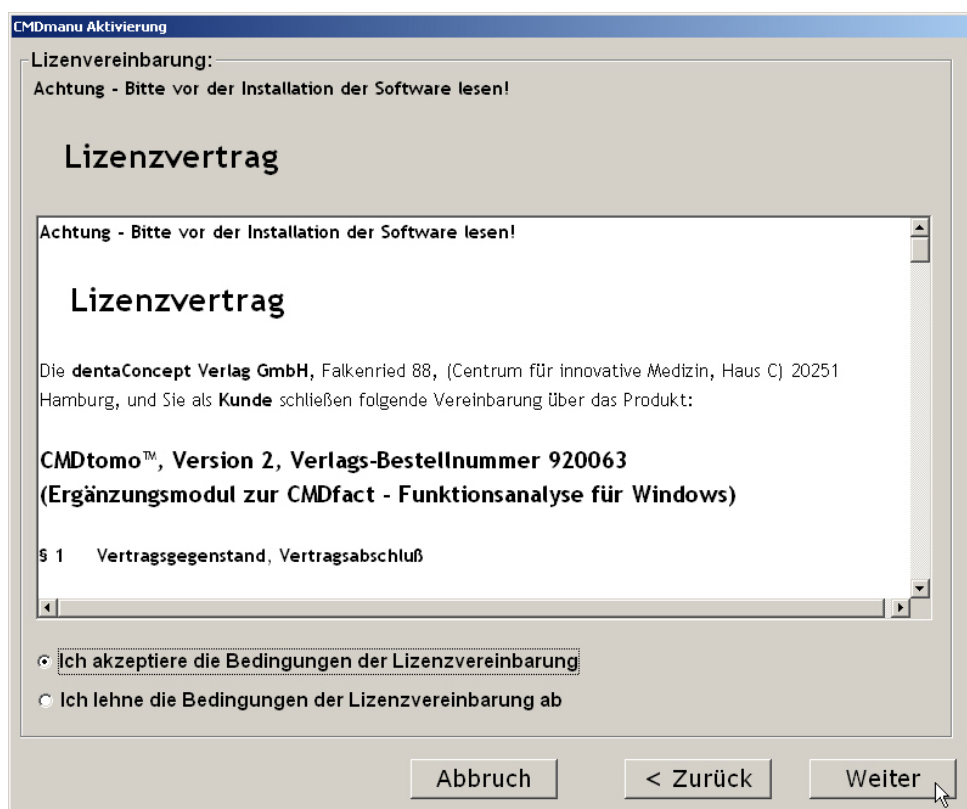 CMDmanu Aktivierung
Lizenvereinbarung:
Achtung - Bitte vor der Installation der Software lesen!
Lizenzvertrag
Achtung - Bitte vor der Installation der Software lesen!
Lizenzvertrag
Die dentaConcept Verlag GmbH, Falkenried 88, (Centrum für innovative Medizin, Haus C) 20251
Hamburg, und Sie als Kunde schließen folgende Vereinbarung über das Produkt:
CMDtomo™, Version 2, Verlags-Bestellnummer 920063
(Ergänzungsmodul zur CMDfact - Funktionsanalyse für Windows)
§ 1 Vertragsgegenstand, Vertragsabschluß
Ich akzeptiere die Bedingungen der Lizenzvereinbarung
Ich lehne die Bedingungen der Lizenzvereinbarung ab
Abbruch < Zurück Weiter